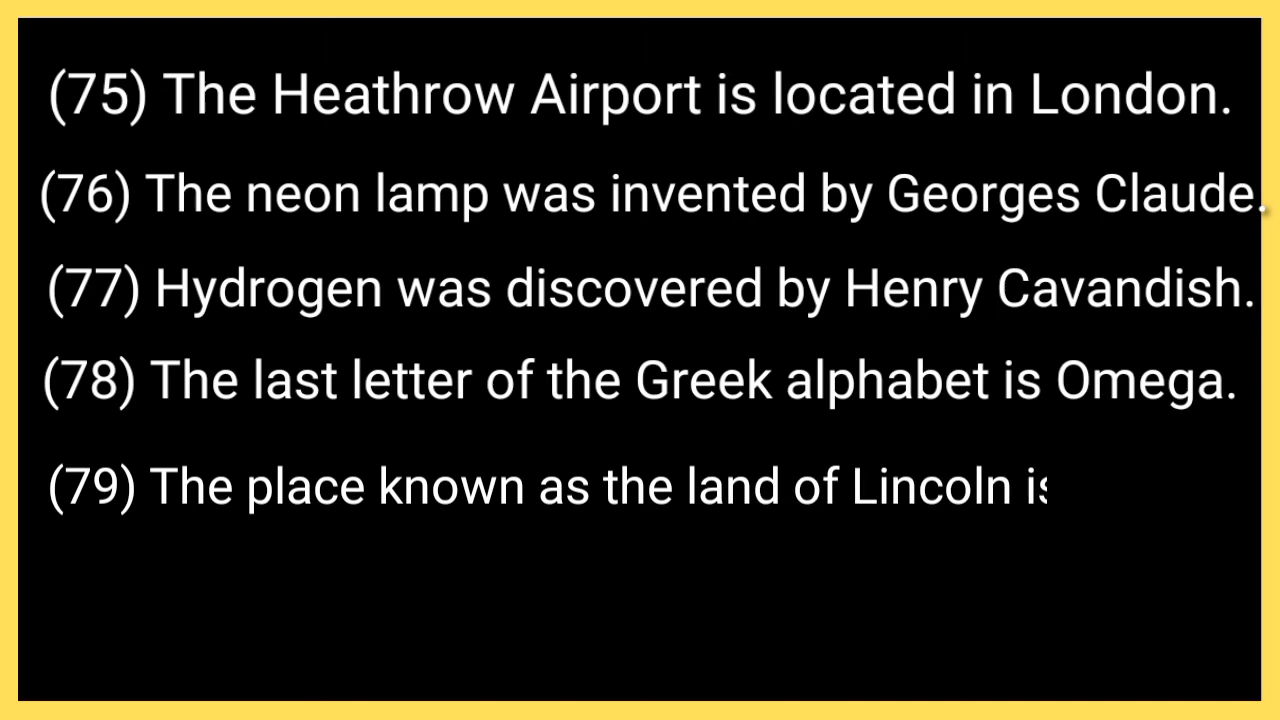 (75) The Heathrow Airport is located in London.
(76) The neon lamp was invented by Georges Claude.
(77) Hydrogen was discovered by Henry Cavandish.
(78) The last letter of the Greek alphabet is Omega.
(79) The place known as the land of Lincoln is